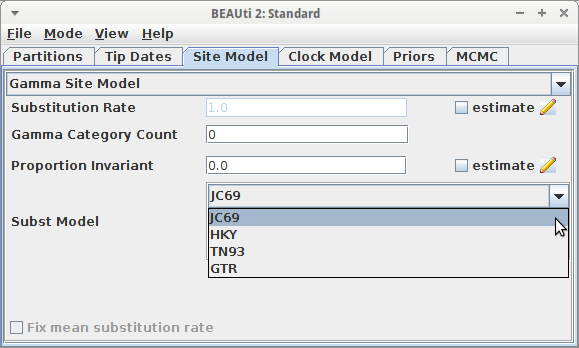 BEAUti 2: Standard
File Mode View Help
Partitions Tip Dates Site Model Clock Model Priors MCMC
Gamma Site Model
Substitution Rate 1.0 estimate
Gamma Category Count 0
Proportion Invariant 0.0 estimate
JC69
Subst Model
JC69
HKY
TN93
GTR
Fix mean substitution rate